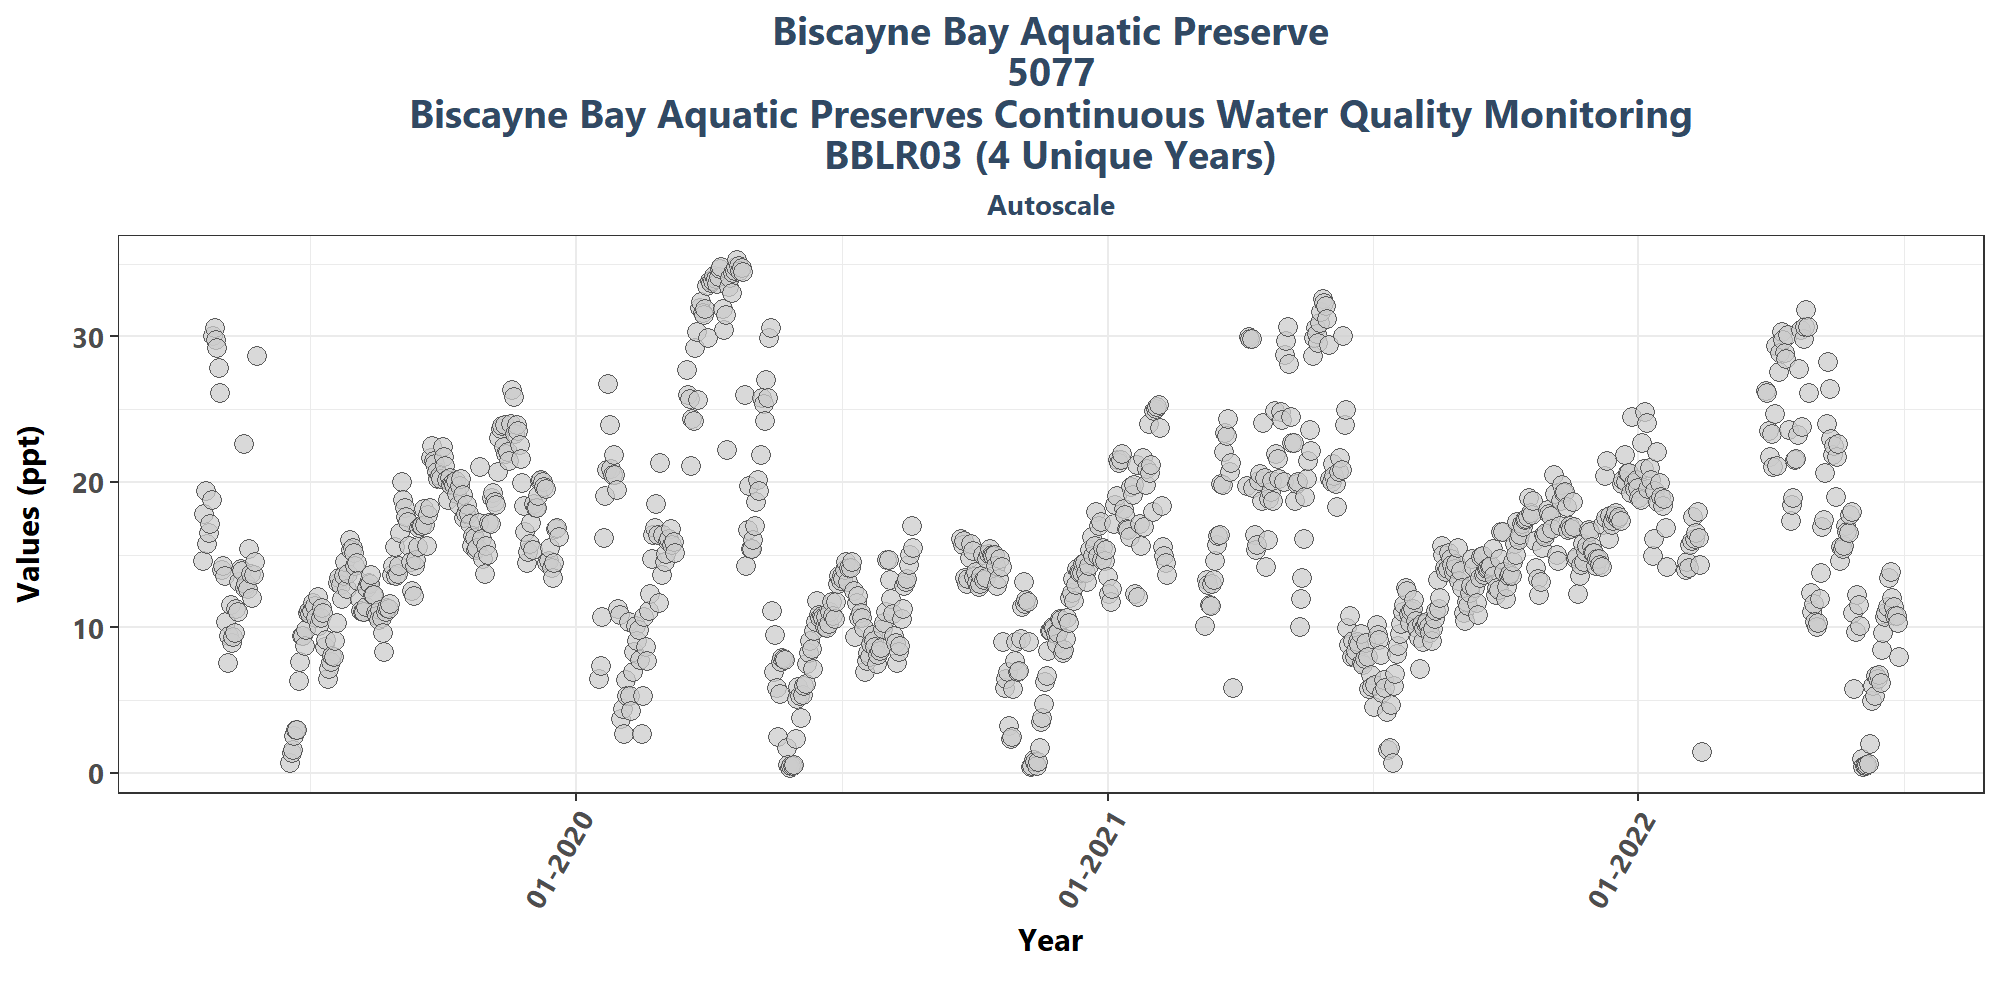 Biscayne Bay Aquatic Preserve
5077
Biscayne Bay Aquatic Preserves Continuous Water Quality Monitoring
BBLR03 (4 Unique Years)
Autoscale
Values (ppt)
30
20
10
0
01-2020
01-2021
01-2022
Year